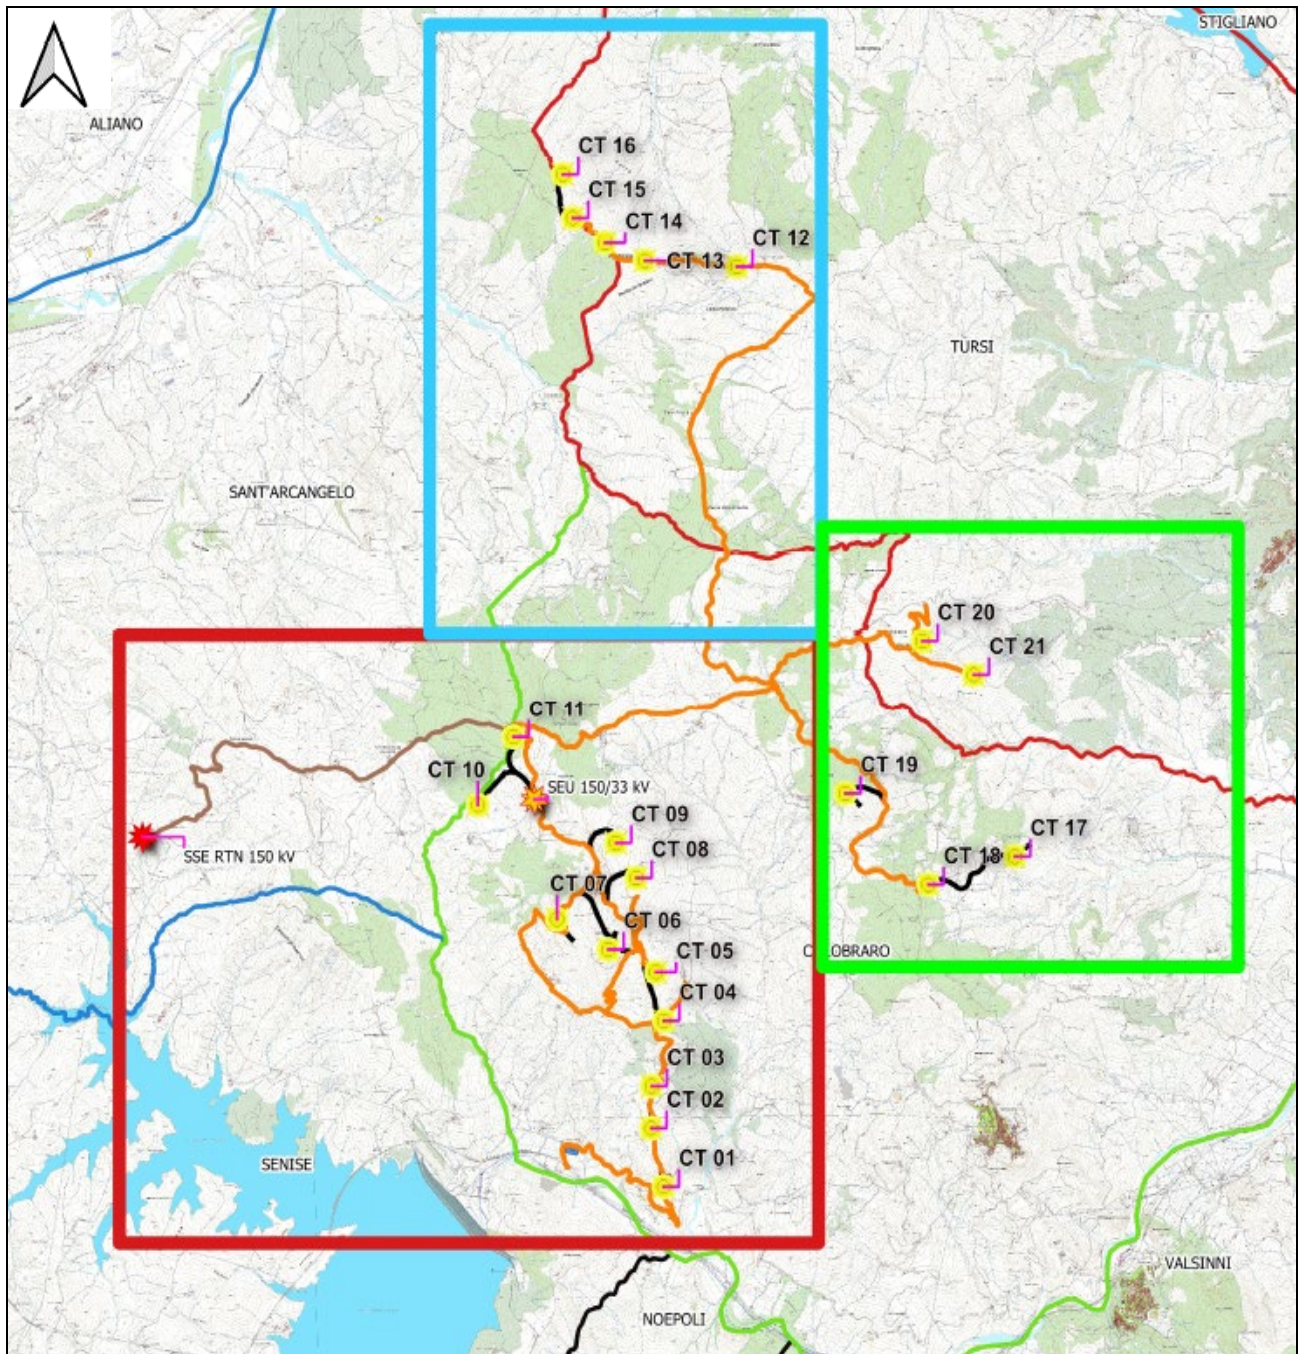 STIGLIANO
ALIANO
CT 16
CT 15
CT 14
CT 12
CT 13
TURSI
SANT'ARCANGELO
CT 20
CT 21
CT 11
CT 10
CT 19
SEU 150/33 kV
CT 09
CT 17
SSE RTN 150 kV
CT 08
CT 18
CT 07
CT 06
CT 05
CT 04
CT 03
CT 02
CT 01
SENISE
VALSINNI
NOEPOLI